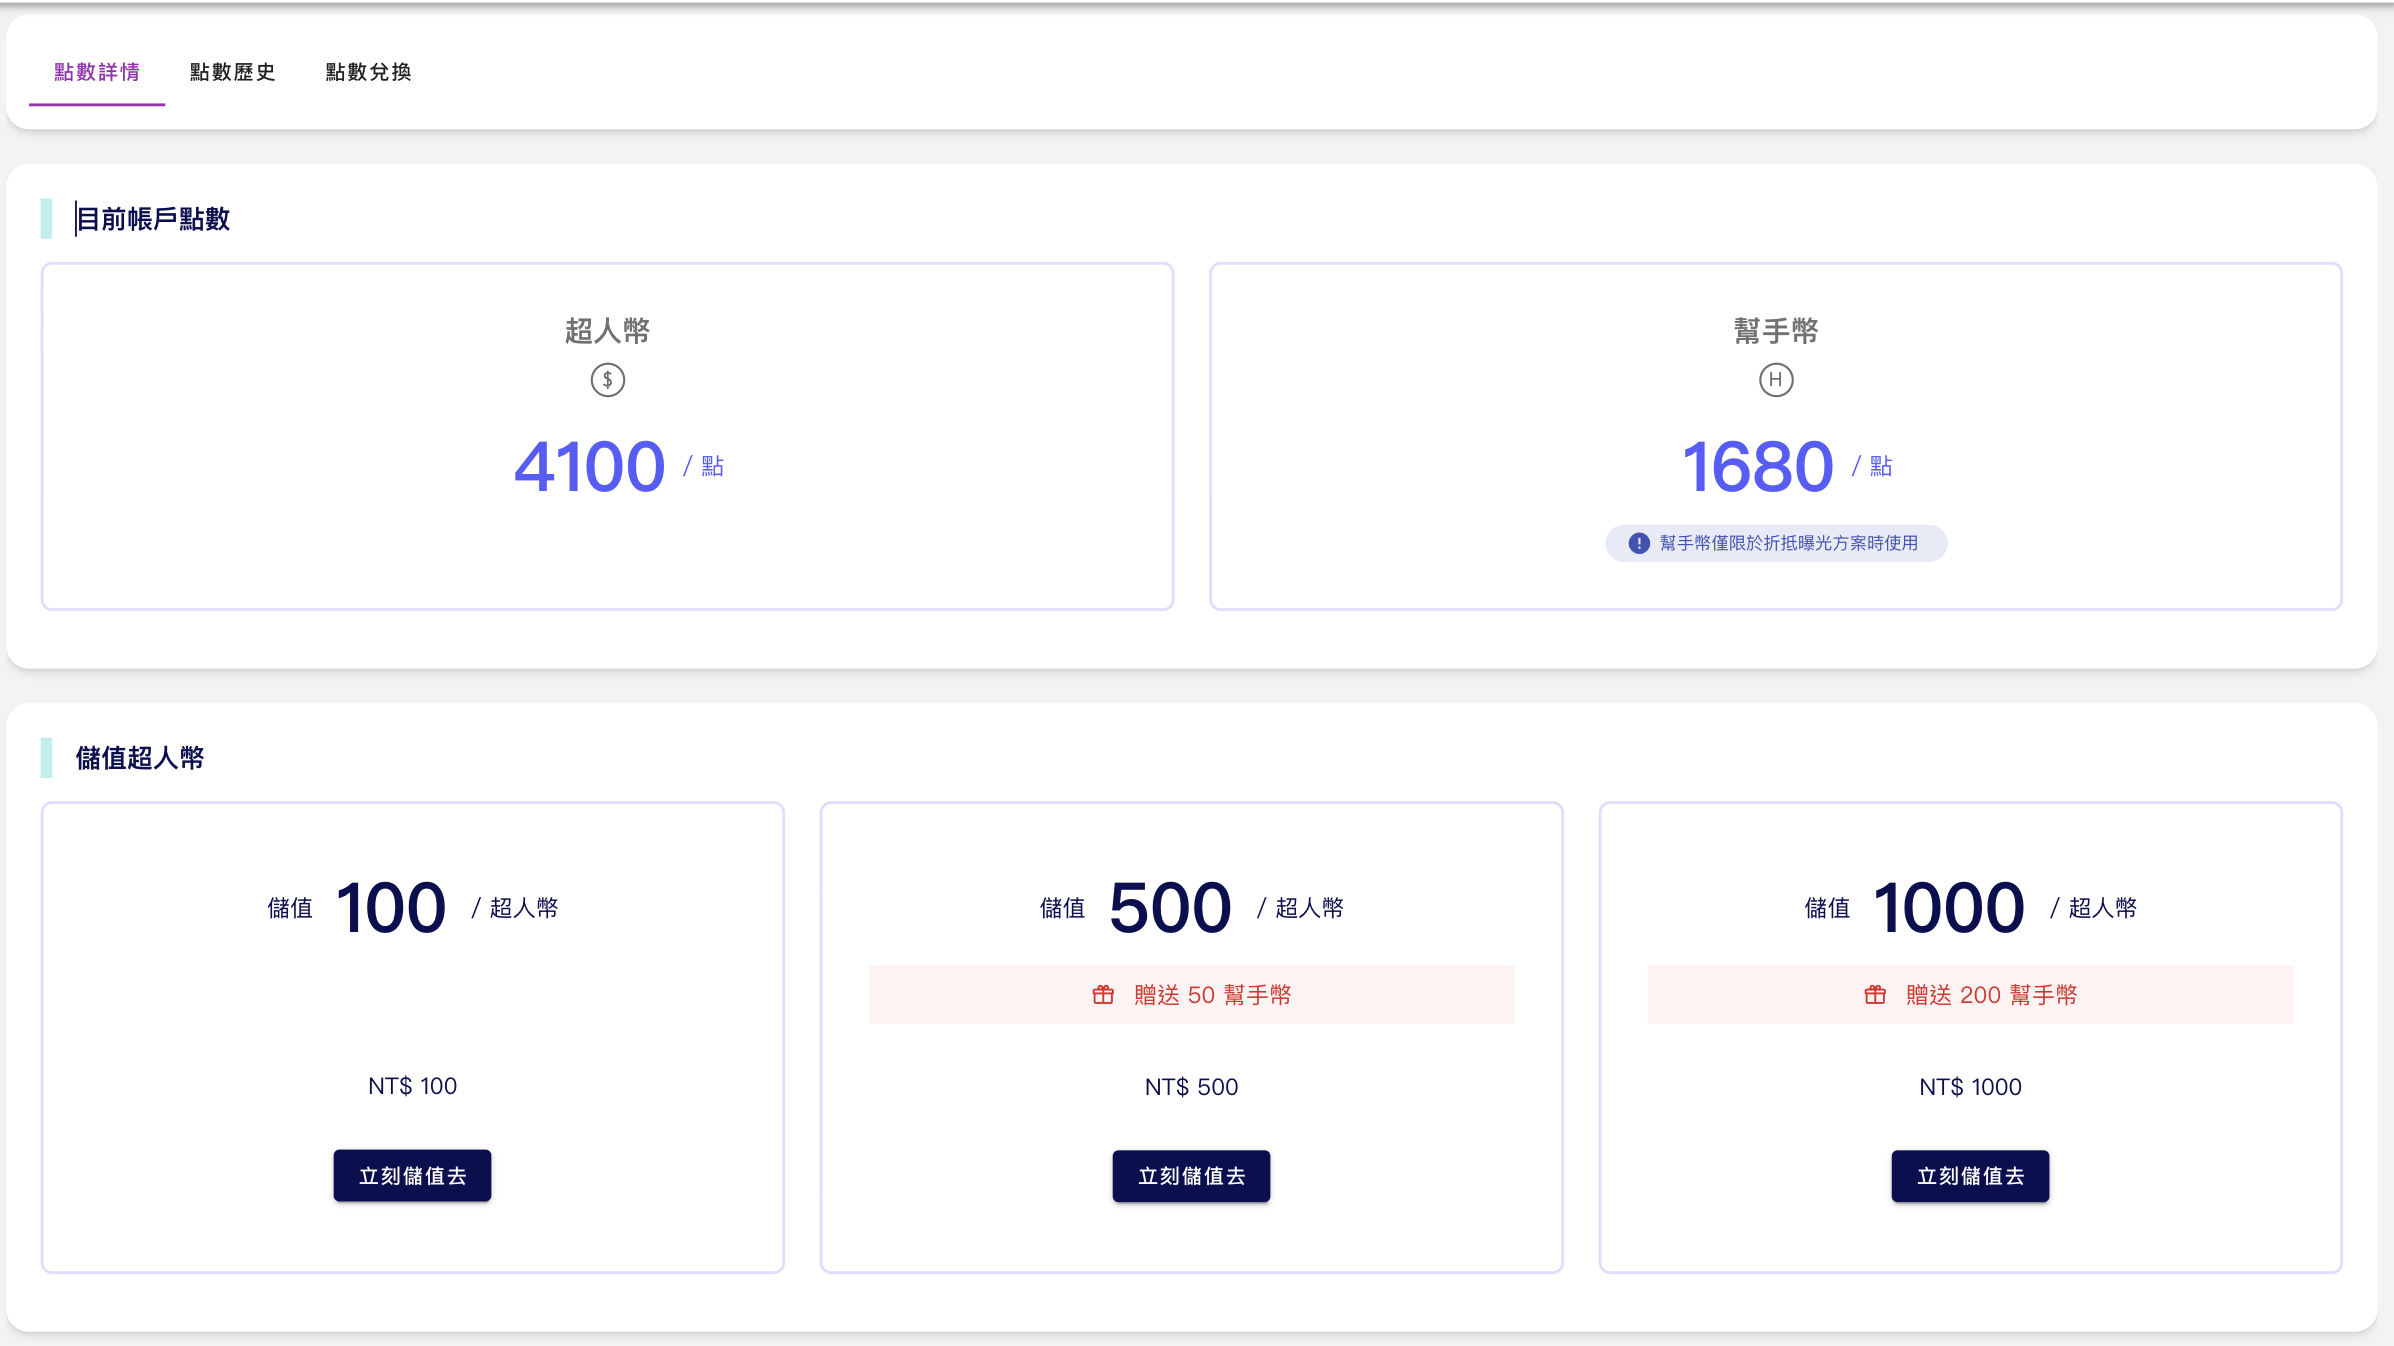 點數詳情 點數歷史 點數兌換
目前帳戶點數
超人幣
$
4100 / 點
幫手幣
H
1680 / 點
幫手幣僅限於折抵曝光方案時使用
儲值超人幣
儲值 100 / 超人幣
NT$ 100
立刻儲值去
儲值 500 / 超人幣
贈送 50 幫手幣
NT$ 500
立刻儲值去
儲值 1000 / 超人幣
贈送 200 幫手幣
NT$ 1000
立刻儲值去